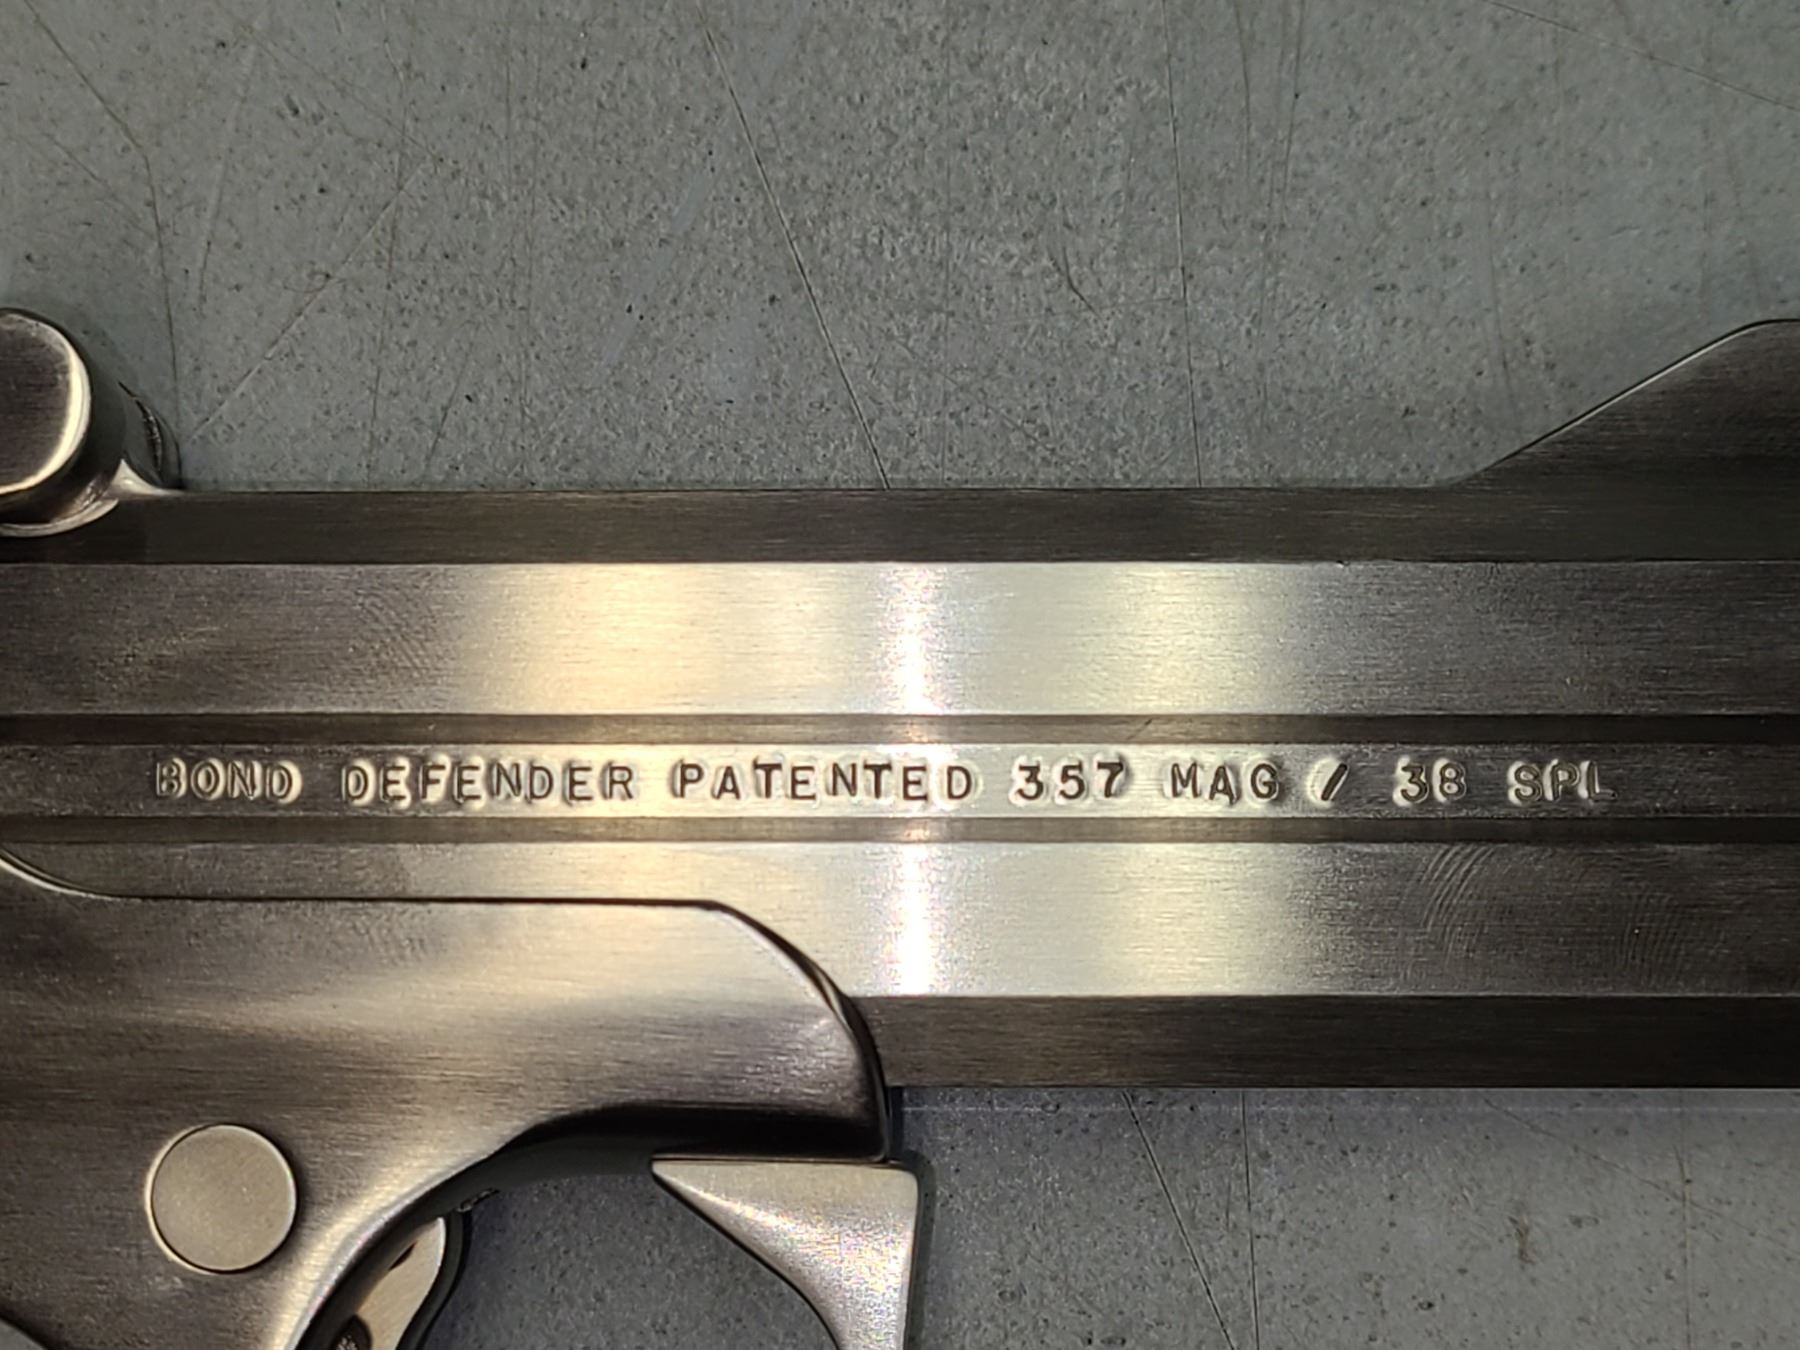 BOND DEFENDER PATENTED 357 MAG / 38 SPL